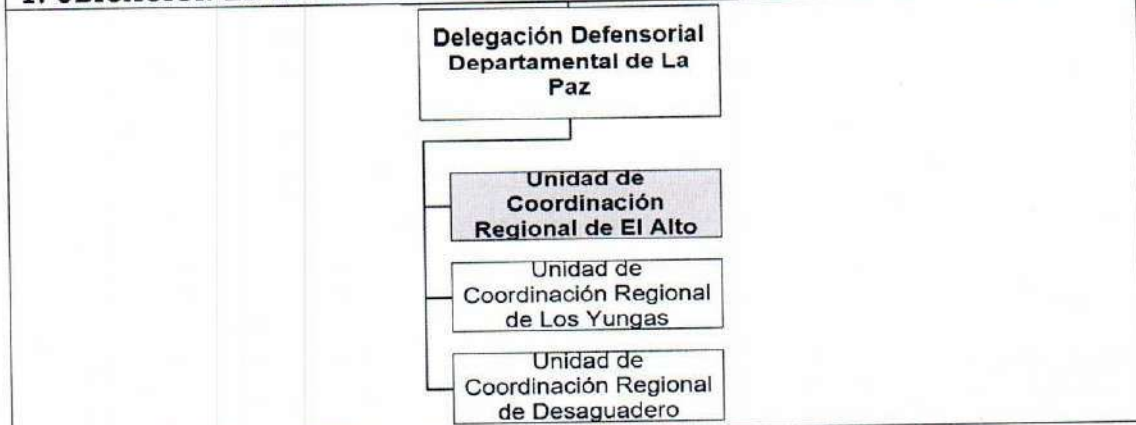 Delegación Defensorial
Departamental de La
Paz
Unidad de
Coordinación
Regional de El Alto
Unidad de
Coordinación Regional
de Los Yungas
Unidad de
Coordinación Regional
de Desaguadero